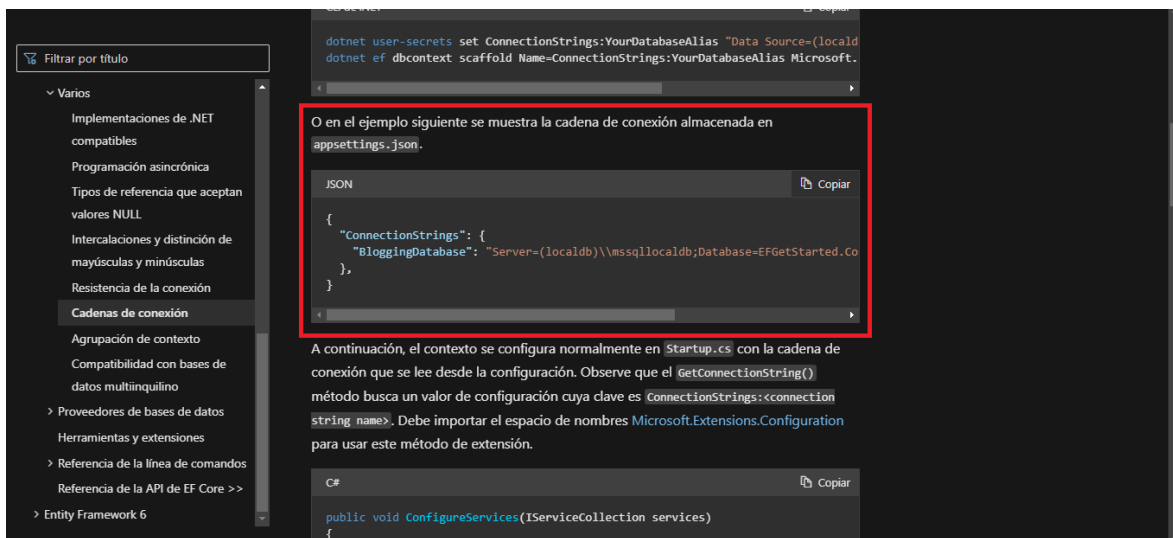 Filtrar por título
Varios
Implementaciones de .NET
compatibles
Programación asincrónica
Tipos de referencia que aceptan
valores NULL
Intercalaciones y distinción de
mayúsculas y minúsculas
Resistencia de la conexión
Cadenas de conexión
Agrupación de contexto
Compatibilidad con bases de
datos multiinquilino
Proveedores de bases de datos
Herramientas y extensiones
Referencia de la línea de comandos
Referencia de la API de EF Core >>
Entity Framework 6
dotnet user-secrets set ConnectionStrings:YourDatabaseAlias "Data Source=(locald
dotnet ef dbcontext scaffold Name=ConnectionStrings:YourDatabaseAlias Microsoft.
O en el ejemplo siguiente se muestra la cadena de conexión almacenada en
appsettings.json.
JSON Copiar
{
"ConnectionStrings": {
"BloggingDatabase": "Server=(localdb)\\mssqllocaldb;Database=EFGetStarted.Co
},
}
A continuación, el contexto se configura normalmente en Startup.cs con la cadena de
conexión que se lee desde la configuración. Observe que el GetConnectionString()
método busca un valor de configuración cuya clave es ConnectionStrings:<connection
string name>. Debe importar el espacio de nombres Microsoft.Extensions.Configuration
para usar este método de extensión.
C# Copiar
public void ConfigureServices(IServiceCollection services)
{